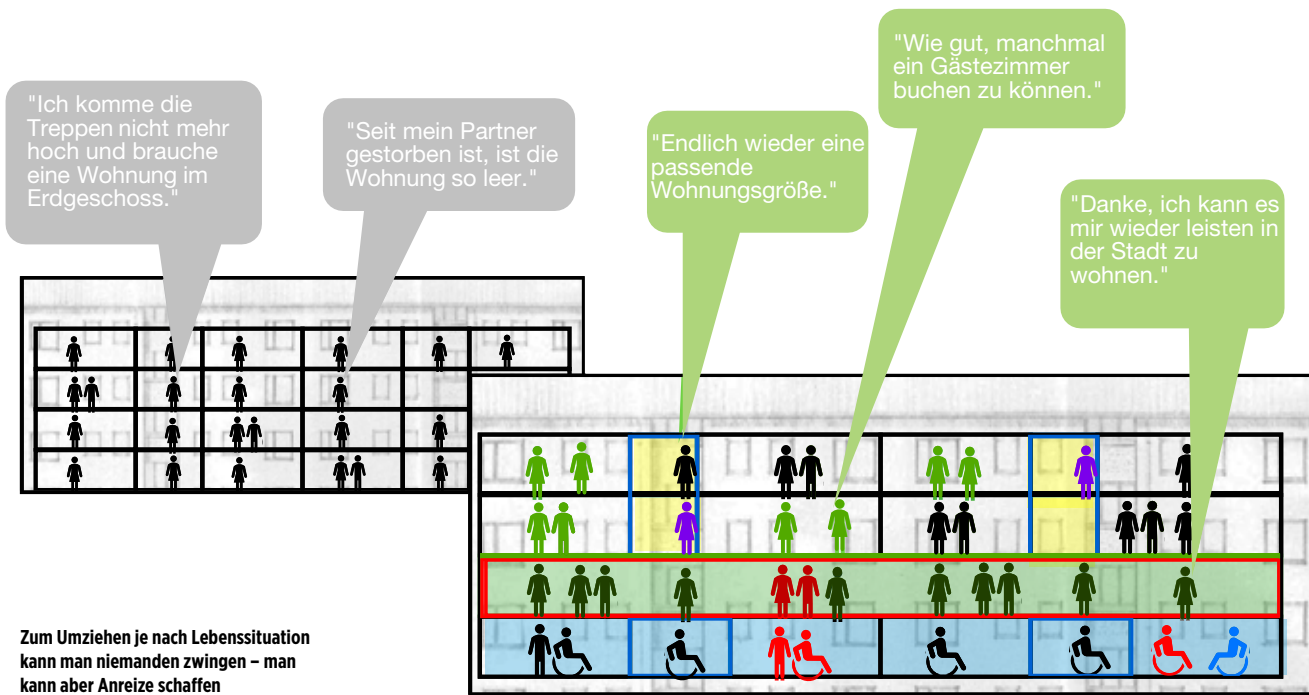 "Ich komme die
Treppen nicht mehr
hoch und brauche
eine Wohnung im
Erdgeschoss."
"Seit mein Partner
gestorben ist, ist die
Wohnung so leer."
"Endlich wieder eine
passende
Wohnungsgröße."
"Wie gut, manchmal
ein Gästezimmer
buchen zu können."
"Danke, ich kann es
mir wieder leisten in
der Stadt zu
wohnen."
Zum Umziehen je nach Lebenssituation
kann man niemanden zwingen – man
kann aber Anreize schaffen